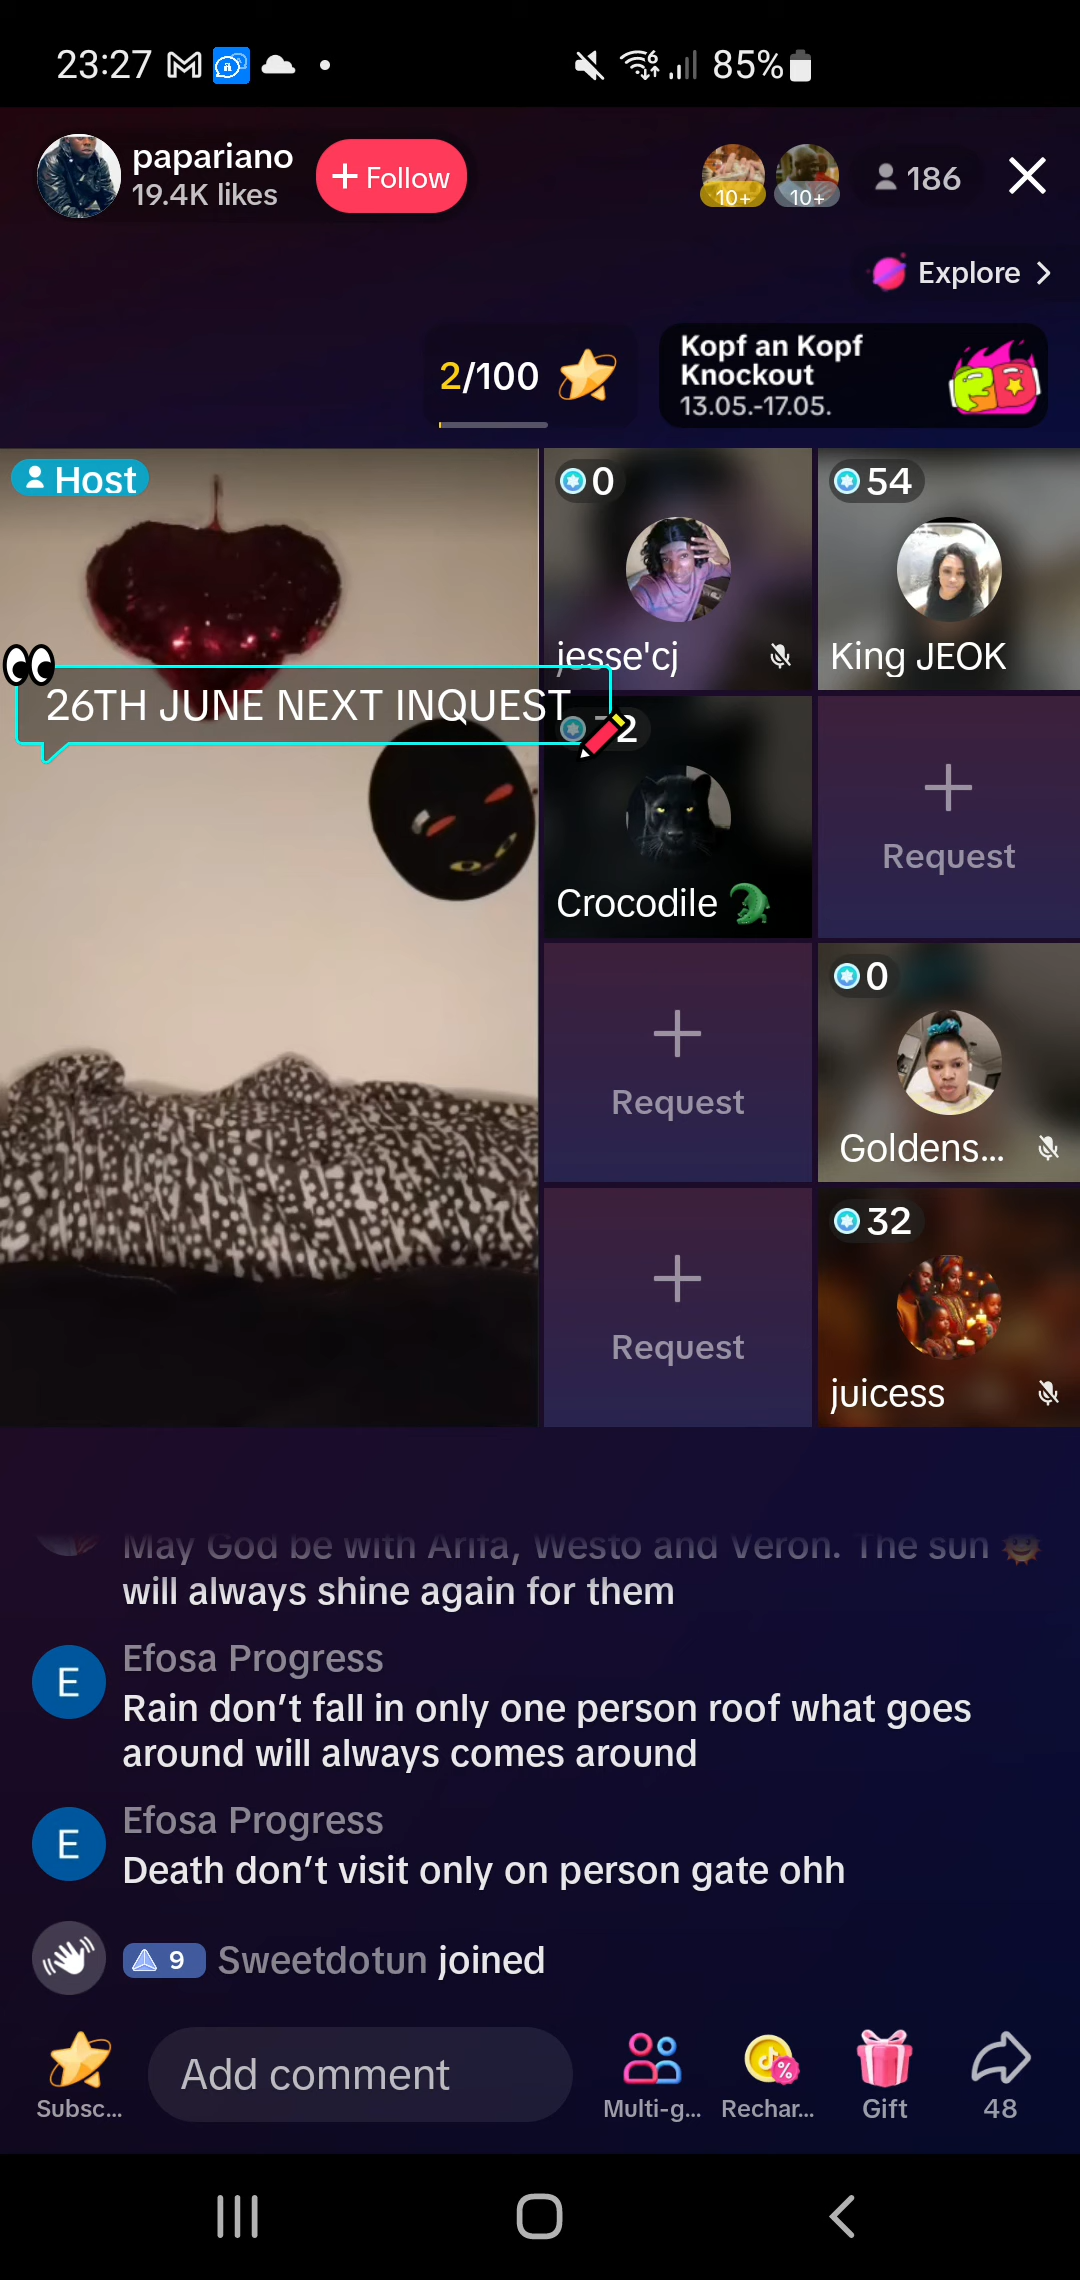 23:27
85%
papariano
19.4K likes
+ Follow
10+
10+
186
Explore
2/100
Kopf an Kopf
Knockout
13.05.-17.05.
Host
0
54
jesse'cj
King JEOK
26TH JUNE NEXT INQUEST
2
Crocodile 🐊
Request
Request
0
Goldens...
Request
32
juicess
May God be with Arifa, Westo and Veron. The sun 🌞
will always shine again for them
E
Efosa Progress
Rain don't fall in only one person roof what goes
around will always comes around
E
Efosa Progress
Death don't visit only on person gate ohh
9 Sweetdotun joined
Subsc...
Add comment
Multi-g...
Rechar...
Gift
48